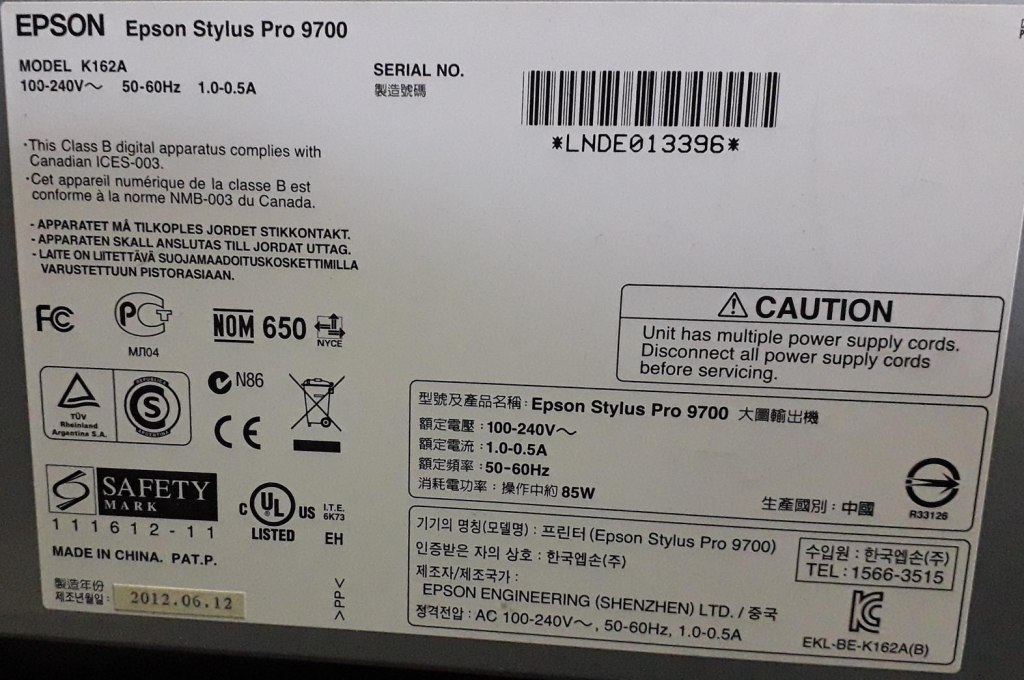 EPSON Epson Stylus Pro 9700
MODEL K162A
100-240V～ 50-60Hz 1.0-0.5A
SERIAL NO.
製造號碼
*LNDE013396*
·This Class B digital apparatus complies with
Canadian ICES-003.
·Cet appareil numérique de la classe B est
conforme à la norme NMB-003 du Canada.
- APPARATET MÅ TILKOPLES JORDET STIKKONTAKT.
- APPARATEN SKALL ANSLUTAS TILL JORDAT UTTAG.
- LAITE ON LIITETTÄVÄ SUOJAMAADOITUSKOSKETTIMILLA
VARUSTETTUUN PISTORASIAAN.
FC
PCT
МЛ04
NOM 650
NYCE
TÜV
Rheinland
Argentina S.A.
REPUBLICA
S
ARGENTINA
N86
CE
SAFETY
MARK
111612-11
C UL US
LISTED
I.T.E.
6K73
EH
MADE IN CHINA. PAT.P.
製造年份
제조년월일 : 2012.06.12
>PP<
⚠ CAUTION
Unit has multiple power supply cords.
Disconnect all power supply cords
before servicing.
型號及產品名稱 : Epson Stylus Pro 9700 大圖輸出機
額定電壓 : 100-240V～
額定電流 : 1.0-0.5A
額定頻率 : 50-60Hz
消耗電功率 : 操作中約 85W
生產國別 : 中國
R33126
기기의 명칭(모델명) : 프린터 (Epson Stylus Pro 9700)
인증받은 자의 상호 : 한국엡손(주)
제조자/제조국가 :
EPSON ENGINEERING (SHENZHEN) LTD. / 중국
정격전압 : AC 100-240V～, 50-60Hz, 1.0-0.5A
수입원 : 한국엡손(주)
TEL : 1566-3515
EKL-BE-K162A(B)